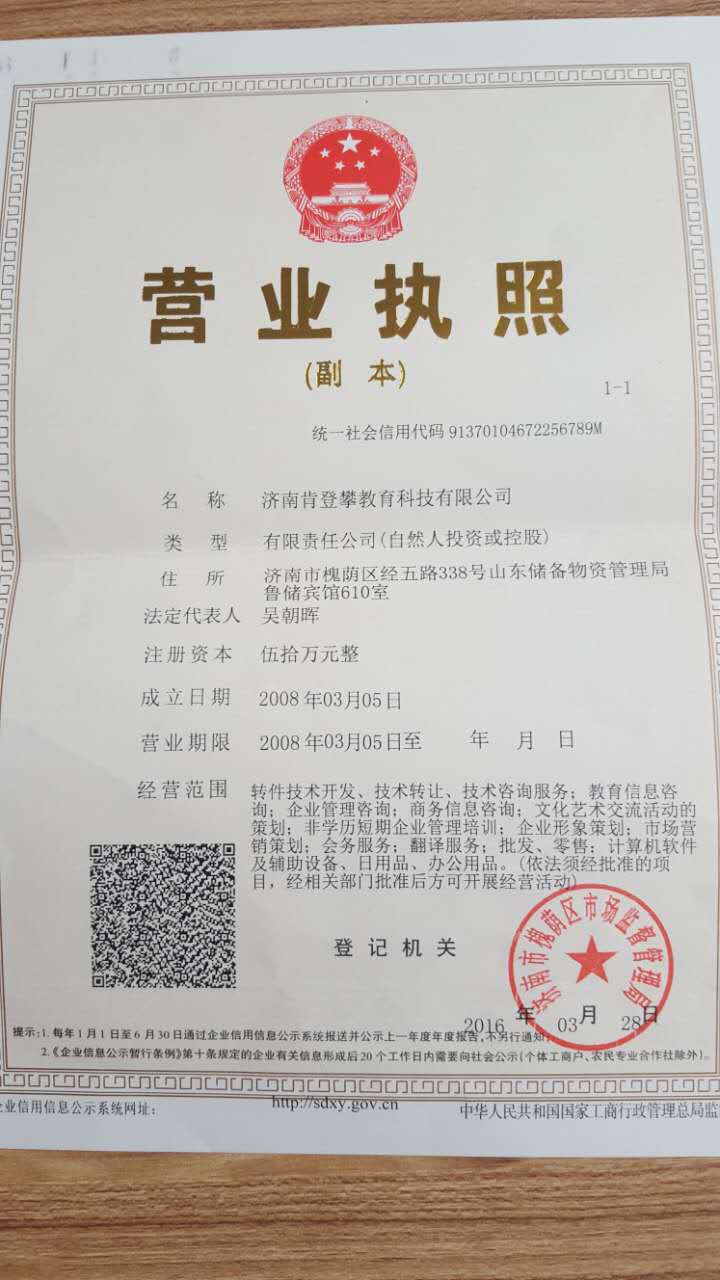 营业执照
(副 本)
1-1
统一社会信用代码 91370104672256789M
名 称 济南肯登攀教育科技有限公司
类 型 有限责任公司(自然人投资或控股)
住 所 济南市槐荫区经五路338号山东储备物资管理局
鲁储宾馆610室
法定代表人 吴朝晖
注册资本 伍拾万元整
成立日期 2008年03月05日
营业期限 2008年03月05日至 年 月 日
经营范围 转件技术开发、技术转让、技术咨询服务；教育信息咨
询；企业管理咨询；商务信息咨询；文化艺术交流活动的
策划；非学历短期企业管理培训；企业形象策划；市场营
销策划；会务服务；翻译服务；批发、零售：计算机软件
及辅助设备、日用品、办公用品。(依法须经批准的项
目，经相关部门批准后方可开展经营活动)
登记机关
济南市槐荫区市场监督管理局
2016 年 03 月 28 日
提示：1. 每年1月1日至6月30日通过企业信用信息公示系统报送并公示上一年度年度报告，不另行通知；
2.《企业信息公示暂行条例》第十条规定的企业有关信息形成后20个工作日内需要向社会公示(个体工商户、农民专业合作社除外)。
企业信用信息公示系统网址： http://sdxy.gov.cn 中华人民共和国国家工商行政管理总局监